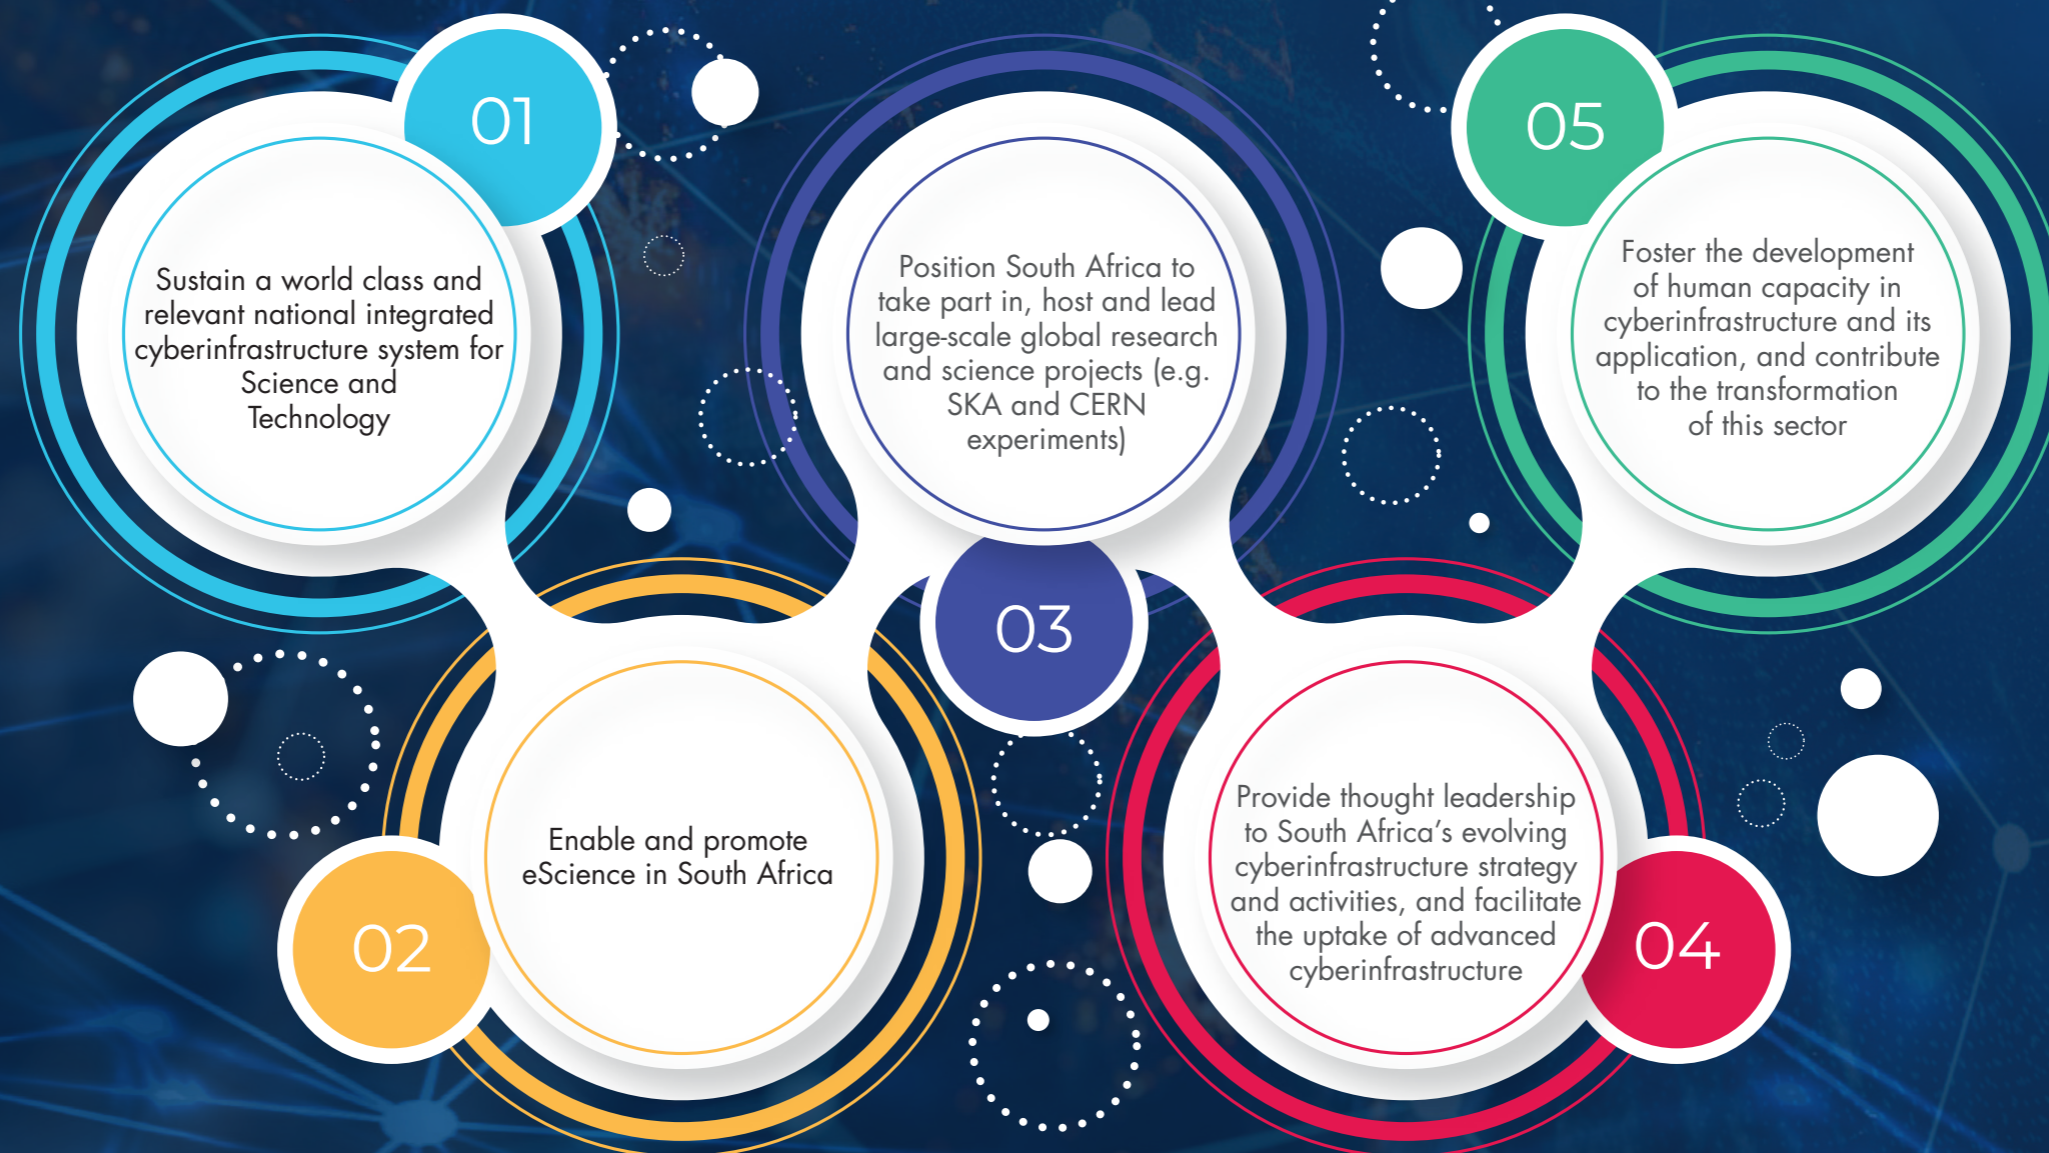 01
Sustain a world class and
relevant national integrated
cyberinfrastructure system for
Science and
Technology
02
Enable and promote
eScience in South Africa
03
Position South Africa to
take part in, host and lead
large-scale global research
and science projects (e.g.
SKA and CERN
experiments)
04
Provide thought leadership
to South Africa’s evolving
cyberinfrastructure strategy
and activities, and facilitate
the uptake of advanced
cyberinfrastructure
05
Foster the development
of human capacity in
cyberinfrastructure and its
application, and contribute
to the transformation
of this sector